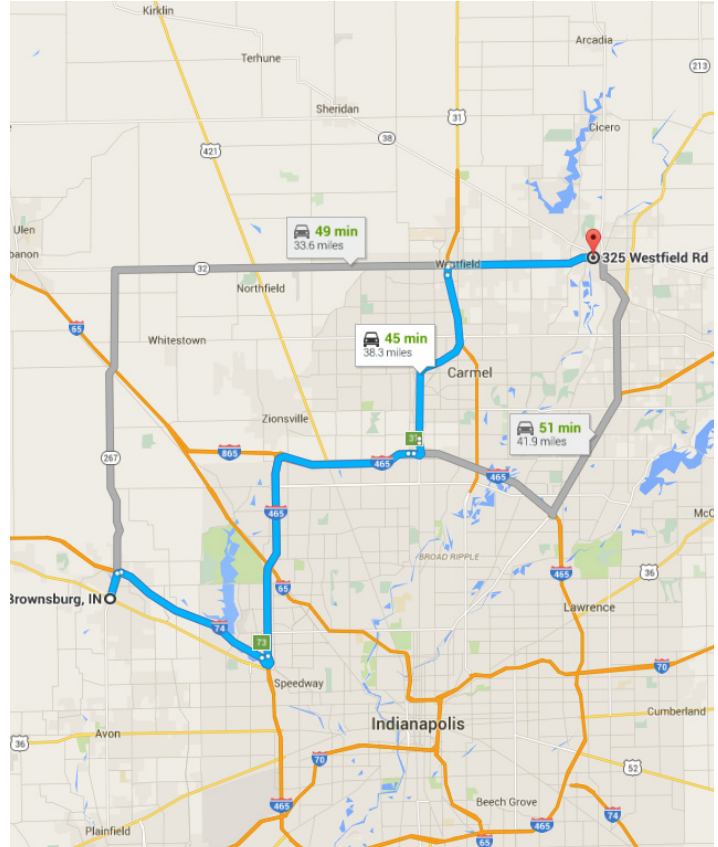 Kirklin
Arcadia
Terhune
213
Sheridan
31
38
Cicero
421
Ulen
49 min
33.6 miles
325 Westfield Rd
Westfield
32
Northfield
65
45 min
38.3 miles
Whitestown
Carmel
Zionsville
51 min
41.9 miles
31
865
465
465
267
465
BROAD RIPPLE
36
65
465
Brownsburg, IN
Lawrence
74
73
70
Speedway
Indianapolis
Cumberland
Avon
36
70
52
Beech Grove
465
74
465
Plainfield
65